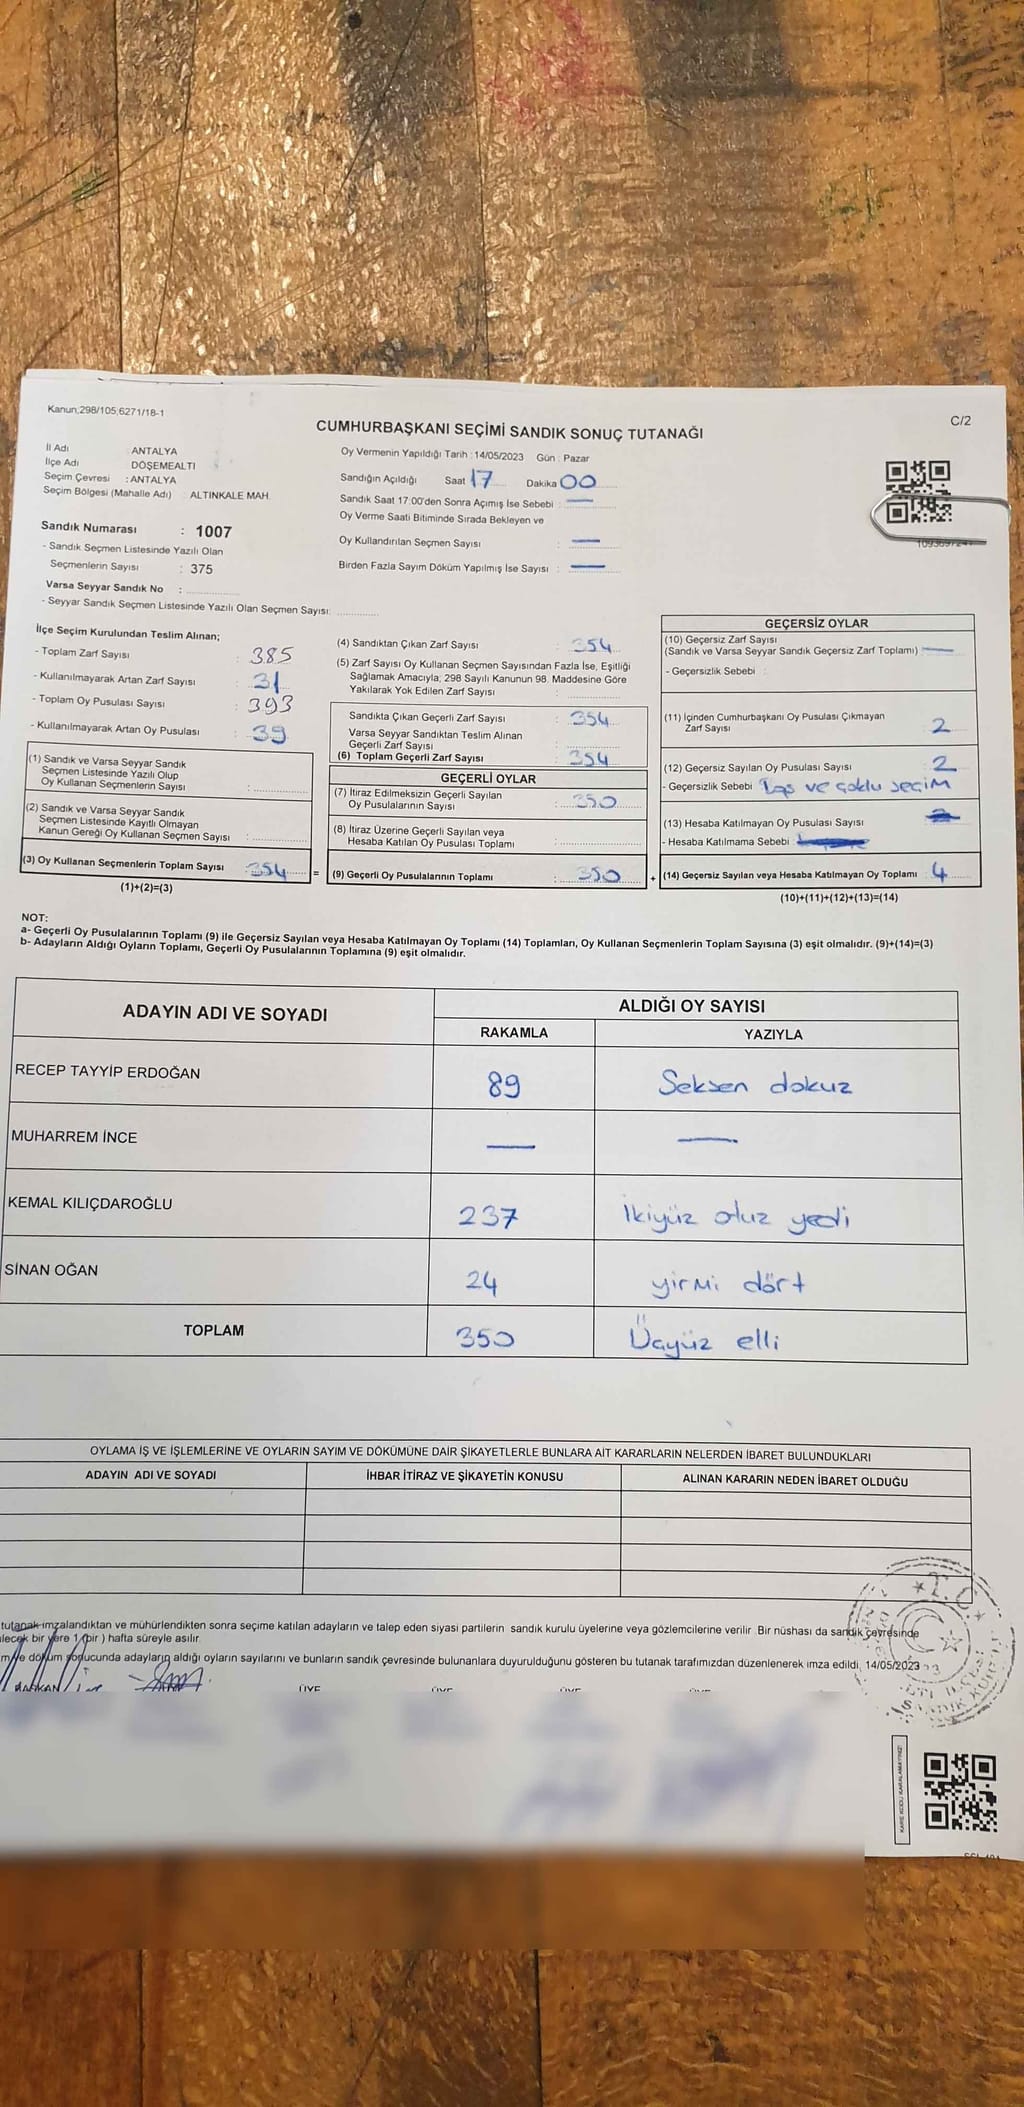 Kanun;298/105;6271/18-1
C/2
CUMHURBAŞKANI SEÇİMİ SANDIK SONUÇ TUTANAĞI
İl Adı : ANTALYA
İlçe Adı DÖŞEMEALTI
Seçim Çevresi : ANTALYA
Seçim Bölgesi (Mahalle Adı) : ALTINKALE MAH.
Sandık Numarası : 1007
- Sandık Seçmen Listesinde Yazılı Olan
Seçmenlerin Sayısı : 375
Varsa Seyyar Sandık No :
- Seyyar Sandık Seçmen Listesinde Yazılı Olan Seçmen Sayısı:
Oy Vermenin Yapıldığı Tarih : 14/05/2023 Gün : Pazar
Sandığın Açıldığı Saat 17 Dakika 00
Sandık Saat 17:00'den Sonra Açımış İse Sebebi : —
Oy Verme Saati Bitiminde Sırada Bekleyen ve
Oy Kullandırılan Seçmen Sayısı : —
Birden Fazla Sayım Döküm Yapılmış İse Sayısı : —
İlçe Seçim Kurulundan Teslim Alınan;
- Toplam Zarf Sayısı : 385
- Kullanılmayarak Artan Zarf Sayısı : 31
- Toplam Oy Pusulası Sayısı : 393
- Kullanılmayarak Artan Oy Pusulası : 39
(1) Sandık ve Varsa Seyyar Sandık
Seçmen Listesinde Yazılı Olup
Oy Kullanan Seçmenlerin Sayısı :
(2) Sandık ve Varsa Seyyar Sandık
Seçmen Listesinde Kayıtlı Olmayan
Kanun Gereği Oy Kullanan Seçmen Sayısı :
(3) Oy Kullanan Seçmenlerin Toplam Sayısı : 354
(1)+(2)=(3)
(4) Sandıktan Çıkan Zarf Sayısı : 354
(5) Zarf Sayısı Oy Kullanan Seçmen Sayısından Fazla İse, Eşitliği
Sağlamak Amacıyla; 298 Sayılı Kanunun 98. Maddesine Göre
Yakılarak Yok Edilen Zarf Sayısı :
Sandıkta Çıkan Geçerli Zarf Sayısı : 354
Varsa Seyyar Sandıktan Teslim Alınan
Geçerli Zarf Sayısı :
(6) Toplam Geçerli Zarf Sayısı : 354
GEÇERLİ OYLAR
(7) İtiraz Edilmeksizin Geçerli Sayılan
Oy Pusulalarının Sayısı : 350
(8) İtiraz Üzerine Geçerli Sayılan veya
Hesaba Katılan Oy Pusulası Toplamı :
= (9) Geçerli Oy Pusulalarının Toplamı : 350
GEÇERSİZ OYLAR
(10) Geçersiz Zarf Sayısı
(Sandık ve Varsa Seyyar Sandık Geçersiz Zarf Toplamı) : —
- Geçersizlik Sebebi :
(11) İçinden Cumhurbaşkanı Oy Pusulası Çıkmayan
Zarf Sayısı : 2
(12) Geçersiz Sayılan Oy Pusulası Sayısı : 2
- Geçersizlik Sebebi : Boş ve çoklu seçim
(13) Hesaba Katılmayan Oy Pusulası Sayısı :
- Hesaba Katılmama Sebebi :
+ (14) Geçersiz Sayılan veya Hesaba Katılmayan Oy Toplamı : 4
(10)+(11)+(12)+(13)=(14)
NOT:
a- Geçerli Oy Pusulalarının Toplamı (9) ile Geçersiz Sayılan veya Hesaba Katılmayan Oy Toplamı (14) Toplamları, Oy Kullanan Seçmenlerin Toplam Sayısına (3) eşit olmalıdır. (9)+(14)=(3)
b- Adayların Aldığı Oyların Toplamı, Geçerli Oy Pusulalarının Toplamına (9) eşit olmalıdır.
ADAYIN ADI VE SOYADI ALDIĞI OY SAYISI
RAKAMLA YAZIYLA
RECEP TAYYİP ERDOĞAN 89 Seksen dokuz
MUHARREM İNCE — —
KEMAL KILIÇDAROĞLU 237 İkiyüz otuz yedi
SİNAN OĞAN 24 yirmi dört
TOPLAM 350 Üçyüz elli
OYLAMA İŞ VE İŞLEMLERİNE VE OYLARIN SAYIM VE DÖKÜMÜNE DAİR ŞİKAYETLERLE BUNLARA AİT KARARLARIN NELERDEN İBARET BULUNDUKLARI
ADAYIN ADI VE SOYADI İHBAR İTİRAZ VE ŞİKAYETİN KONUSU ALINAN KARARIN NEDEN İBARET OLDUĞU
tutanak imzalandıktan ve mühürlendikten sonra seçime katılan adayların ve talep eden siyasi partilerin sandık kurulu üyelerine veya gözlemcilerine verilir. Bir nüshası da sandık çevresinde
lecek bir yere 1 (bir ) hafta süreyle asılır.
m ve döküm sonucunda adayların aldığı oyların sayılarını ve bunların sandık çevresinde bulunanlara duyurulduğunu gösteren bu tutanak tarafımızdan düzenlenerek imza edildi. 14/05/2023
BAŞKAN ÜYE ÜYE ÜYE ÜYE
T.C.
SANDIK KURULU
KARE KODU KARALAMAYINIZ!